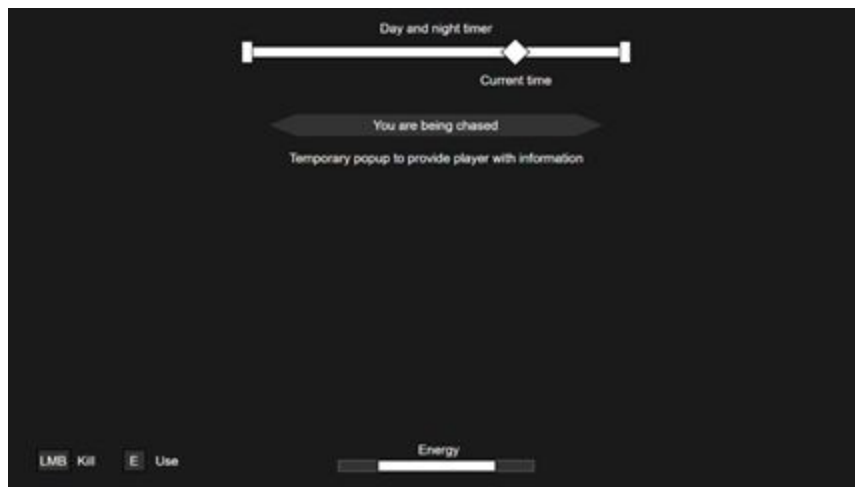 Day and night timer
Current time
You are being chased
Temporary popup to provide player with information
Energy
LMB Kill E Use